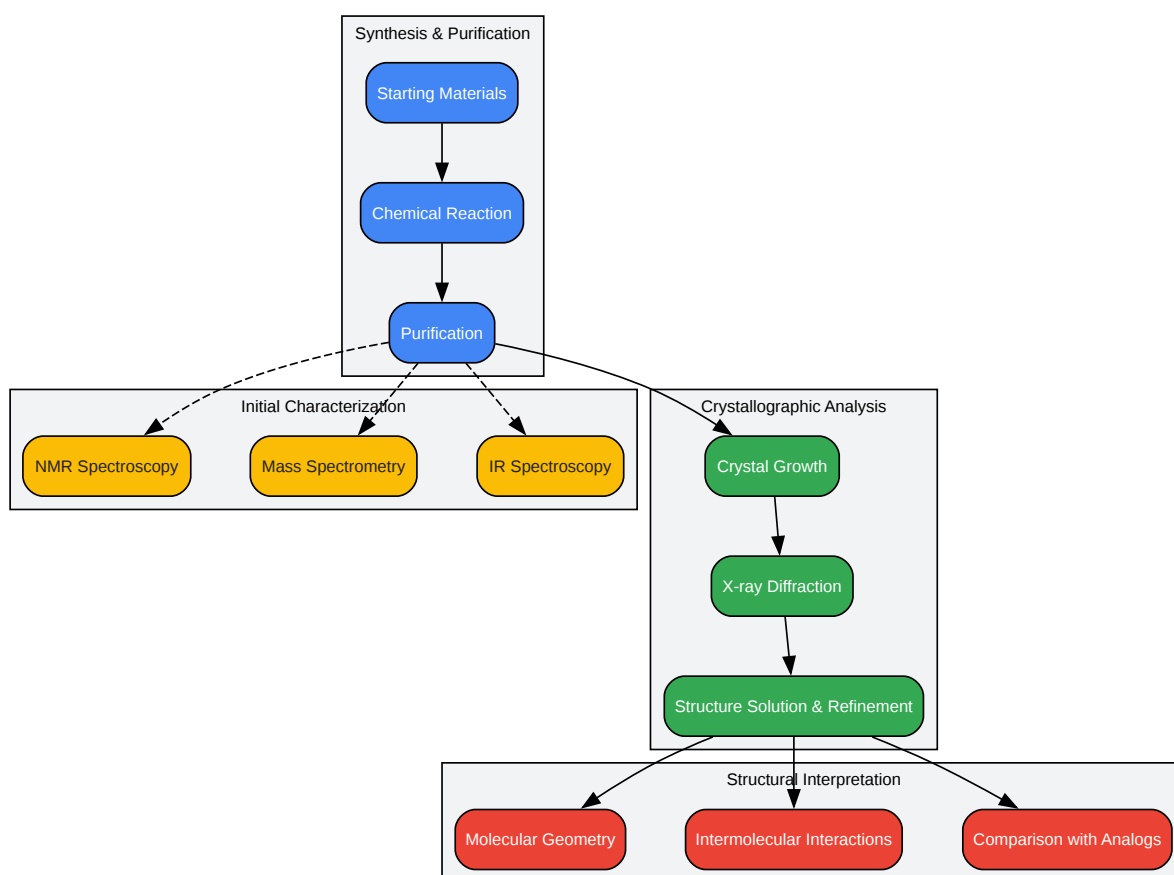 Synthesis & Purification
Starting Materials
Chemical Reaction
Purification
Initial Characterization
NMR Spectroscopy
Mass Spectrometry
IR Spectroscopy
Crystallographic Analysis
Crystal Growth
X-ray Diffraction
Structure Solution & Refinement
Structural Interpretation
Molecular Geometry
Intermolecular Interactions
Comparison with Analogs